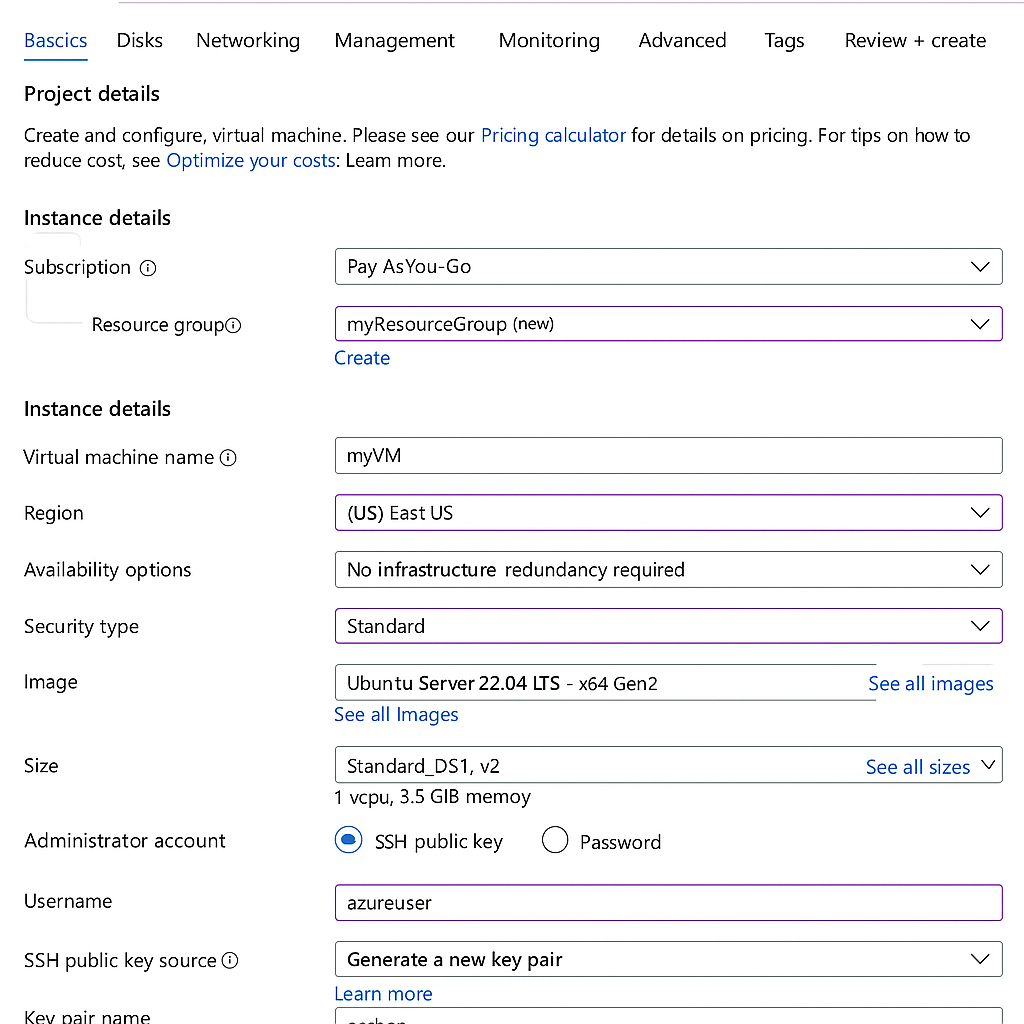 Bascics Disks Networking Management Monitoring Advanced Tags Review + create
Project details
Create and configure, virtual machine. Please see our Pricing calculator for details on pricing. For tips on how to
reduce cost, see Optimize your costs: Learn more.
Instance details
Subscription Pay AsYou-Go
Resource group myResourceGroup (new)
Create
Instance details
Virtual machine name myVM
Region (US) East US
Availability options No infrastructure redundancy required
Security type Standard
Image Ubuntu Server 22.04 LTS - x64 Gen2 See all images
See all Images
Size Standard_DS1, v2 See all sizes
1 vcpu, 3.5 GIB memoy
Administrator account SSH public key Password
Username azureuser
SSH public key source Generate a new key pair
Learn more
Key pair name